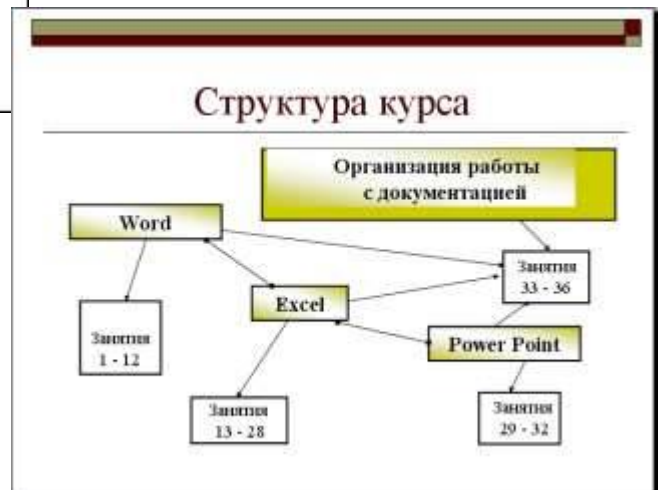 Структура курса
Организация работы
с документацией
Word
Занятия
33 - 36
Excel
Занятия
1 - 12
Power Point
Занятия
13 - 28
Занятия
29 - 32